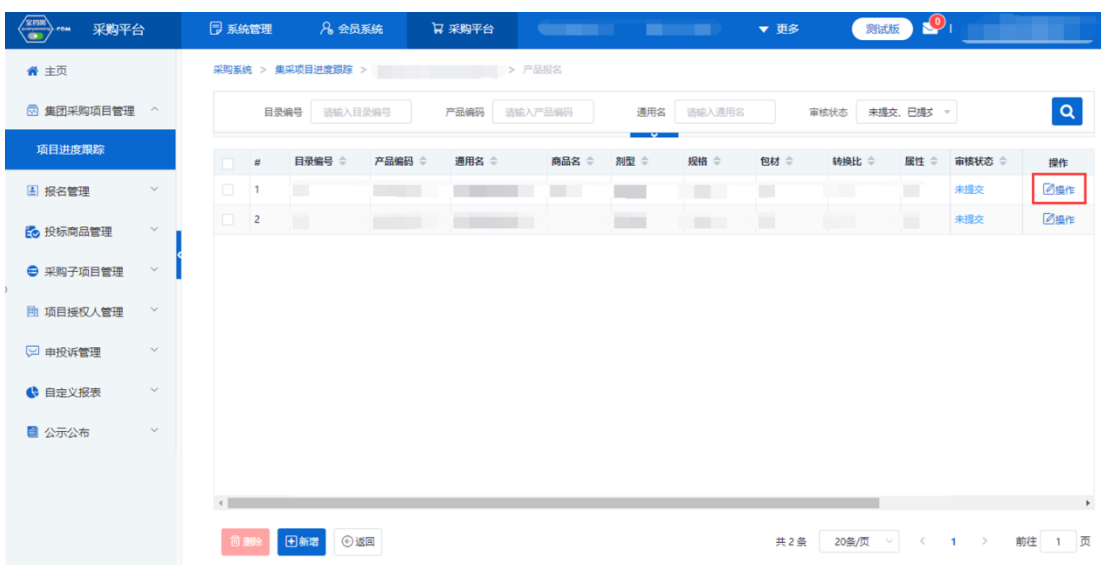 采购平台 系统管理 会员系统 采购平台 更多 测试版 0
主页
采购系统 > 集采项目进度跟踪 > > 产品报名
集团采购项目管理
目录编号 请输入目录编号 产品编码 请输入产品编码 通用名 请输入通用名 审核状态 未提交、已提交
项目进度跟踪
# 目录编号 产品编码 通用名 商品名 剂型 规格 包材 转换比 属性 审核状态 操作
报名管理
1 未提交 操作
2 未提交 操作
投标商品管理
采购子项目管理
项目授权人管理
申投诉管理
自定义报表
公示公布
删除 新增 返回 共 2 条 20条/页 < 1 > 前往 1 页